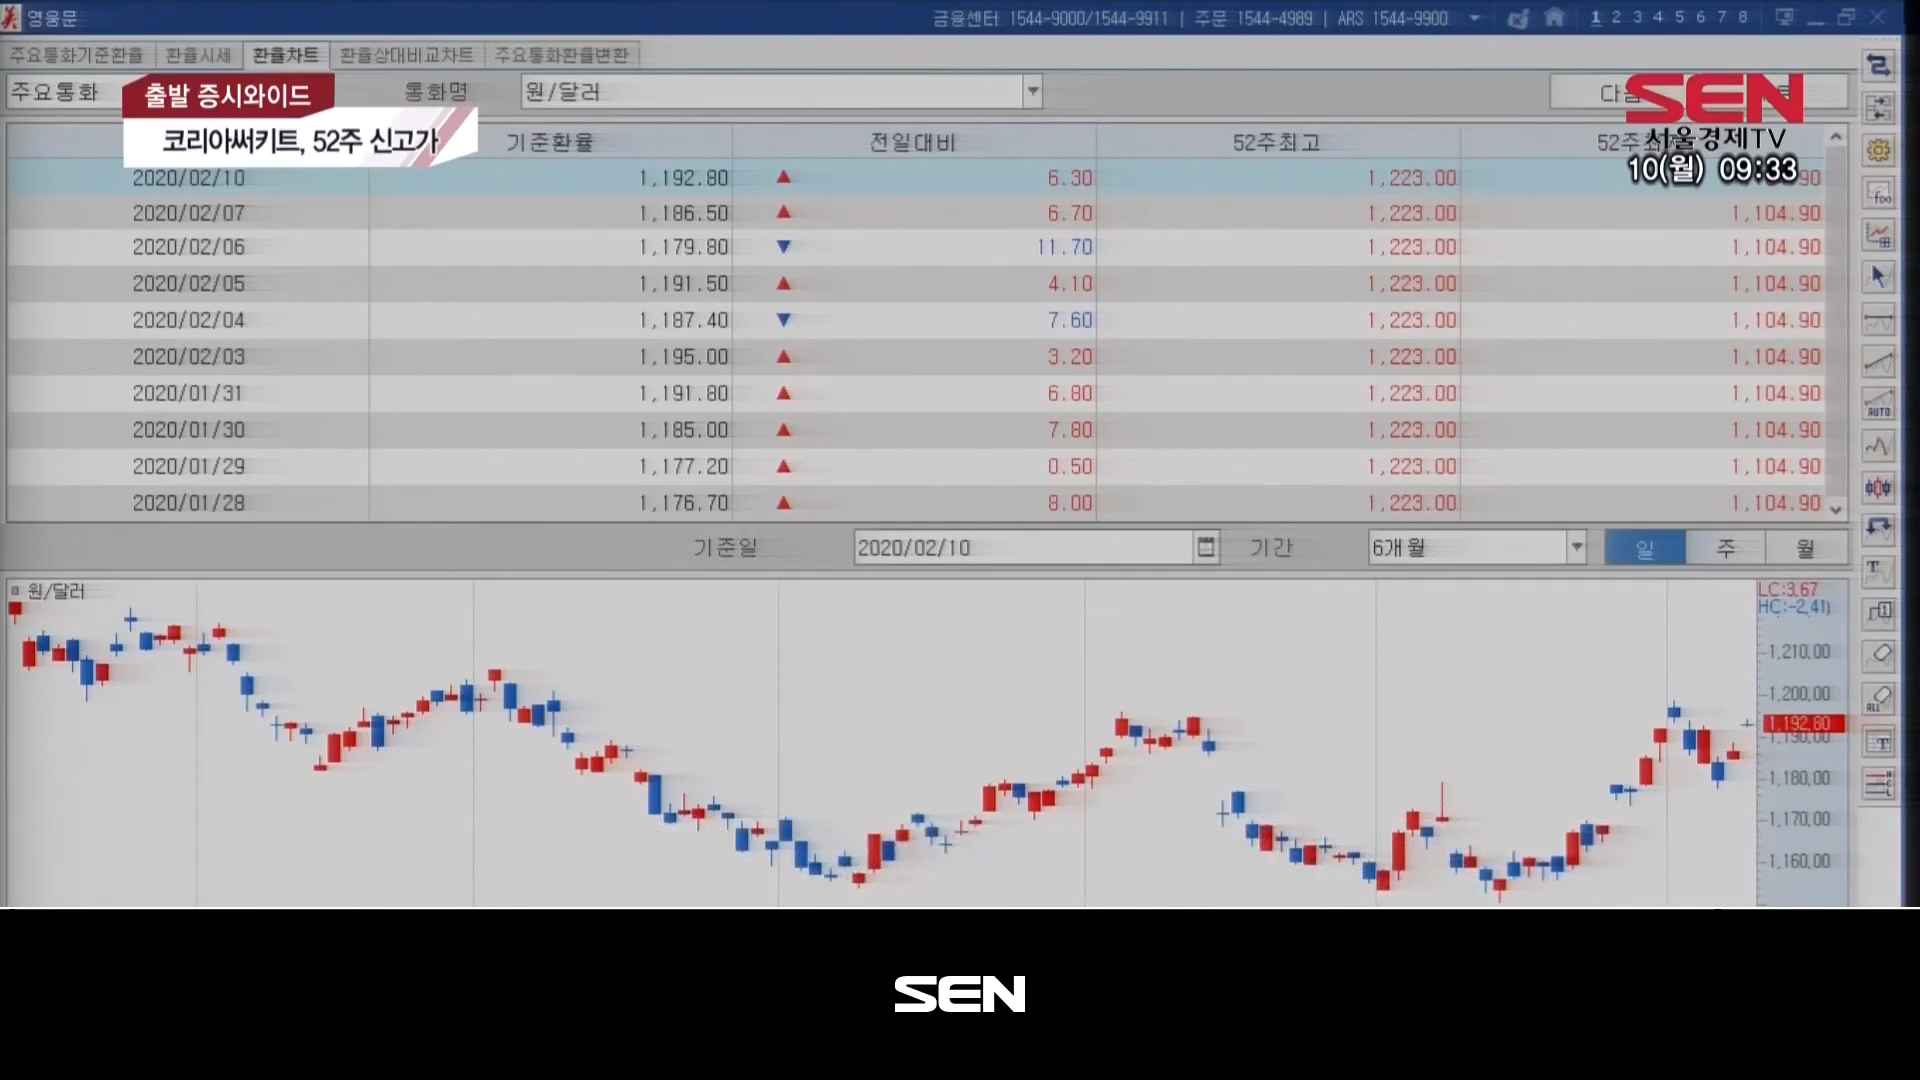 영웅문 금융센터 1544-9000/1544-9911 | 주문 1544-4989 | ARS 1544-9900 1 2 3 4 5 6 7 8
주요통화기준환율 환율시세 환율차트 환율상대비교차트 주요통화환율변환
주요통화 통화명 원/달러 다음
출발 증시와이드
코리아써키트, 52주 신고가
SEN
서울경제TV
10(월) 09:33
기준환율 전일대비 52주최고 52주최
2020/02/10 1,192.80 ▲ 6.30 1,223.00 90
2020/02/07 1,186.50 ▲ 6.70 1,223.00 1,104.90
2020/02/06 1,179.80 ▼ 11.70 1,223.00 1,104.90
2020/02/05 1,191.50 ▲ 4.10 1,223.00 1,104.90
2020/02/04 1,187.40 ▼ 7.60 1,223.00 1,104.90
2020/02/03 1,195.00 ▲ 3.20 1,223.00 1,104.90
2020/01/31 1,191.80 ▲ 6.80 1,223.00 1,104.90
2020/01/30 1,185.00 ▲ 7.80 1,223.00 1,104.90
2020/01/29 1,177.20 ▲ 0.50 1,223.00 1,104.90
2020/01/28 1,176.70 ▲ 8.00 1,223.00 1,104.90
기준일 2020/02/10 기간 6개월 일 주 월
원/달러
LC:3,67
HC:-2,41)
1,210,00
1,200,00
1,192,80
1,190,00
1,180,00
1,170,00
1,160,00
AUTO
ALL
SEN